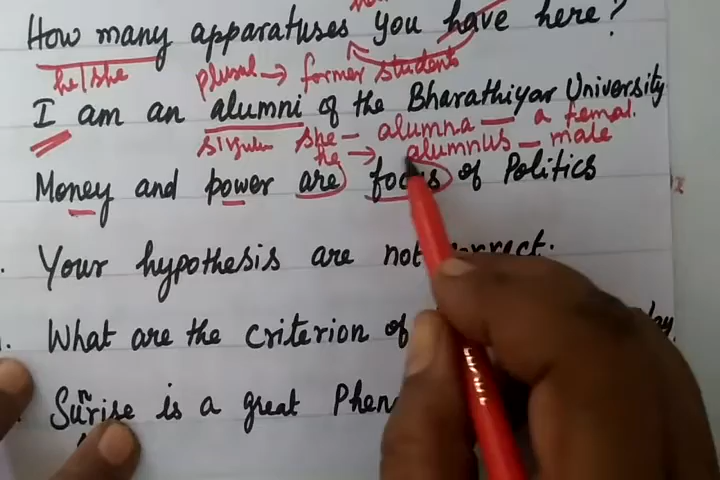 How many apparatuses you have here?
he/she plural → former students
I am an alumni of the Bharathiyar University
singular she – alumna – a femal.
he → alumnus – male
Money and power are focus of Politics
Your hypothesis are not correct.
What are the criterion of
Sunrise is a great Phen